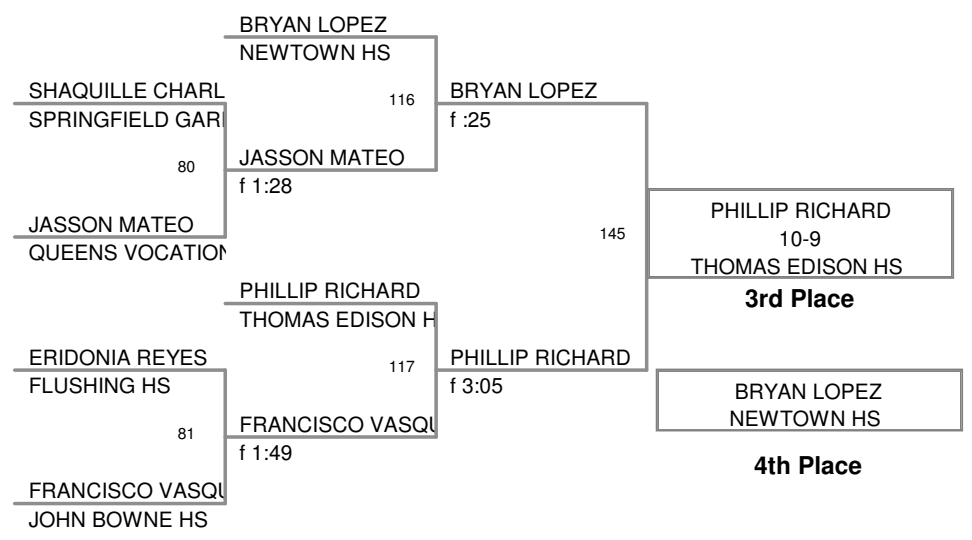 BRYAN LOPEZ
NEWTOWN HS
SHAQUILLE CHARL
SPRINGFIELD GARI
116
BRYAN LOPEZ
f :25
80
JASSON MATEO
f 1:28
JASSON MATEO
QUEENS VOCATION
145
PHILLIP RICHARD
10-9
THOMAS EDISON HS
3rd Place
PHILLIP RICHARD
THOMAS EDISON H
ERIDONIA REYES
FLUSHING HS
117
PHILLIP RICHARD
f 3:05
81
FRANCISCO VASQU
f 1:49
BRYAN LOPEZ
NEWTOWN HS
4th Place
FRANCISCO VASQU
JOHN BOWNE HS